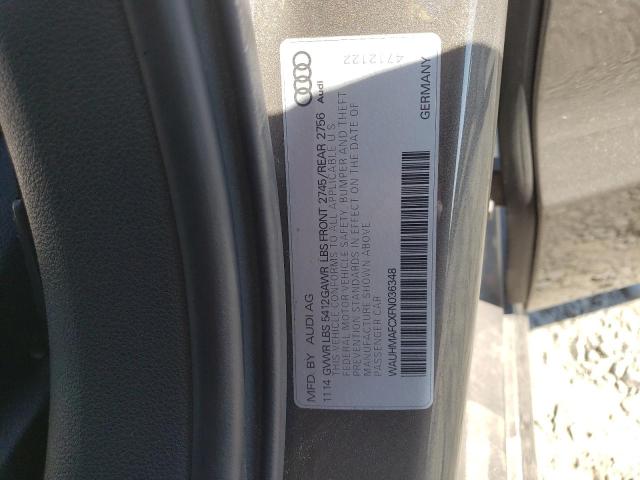 MFD. BY AUDI AG
11 14 GVWR LBS 5412 GAWR LBS FRONT 2745/REAR 2756
THIS VEHICLE CONFORMS TO ALL APPLICABLE U.S.
FEDERAL MOTOR VEHICLE SAFETY, BUMPER AND THEFT
PREVENTION STANDARDS IN EFFECT ON THE DATE OF
MANUFACTURE SHOWN ABOVE
PASSENGER CAR
WAUHMAFCXFN036348
Audi
4712122
GERMANY